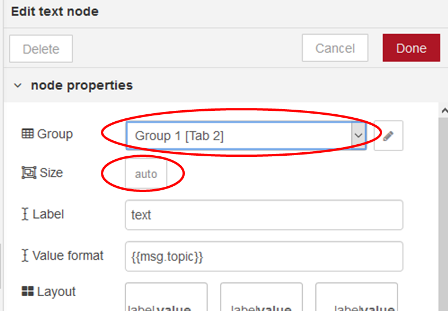 Edit text node
Delete
Cancel
Done
node properties
Group
Group 1 [Tab 2]
Size
auto
Label
text
Value format
{{msg.topic}}
Layout
label value
label value
label value